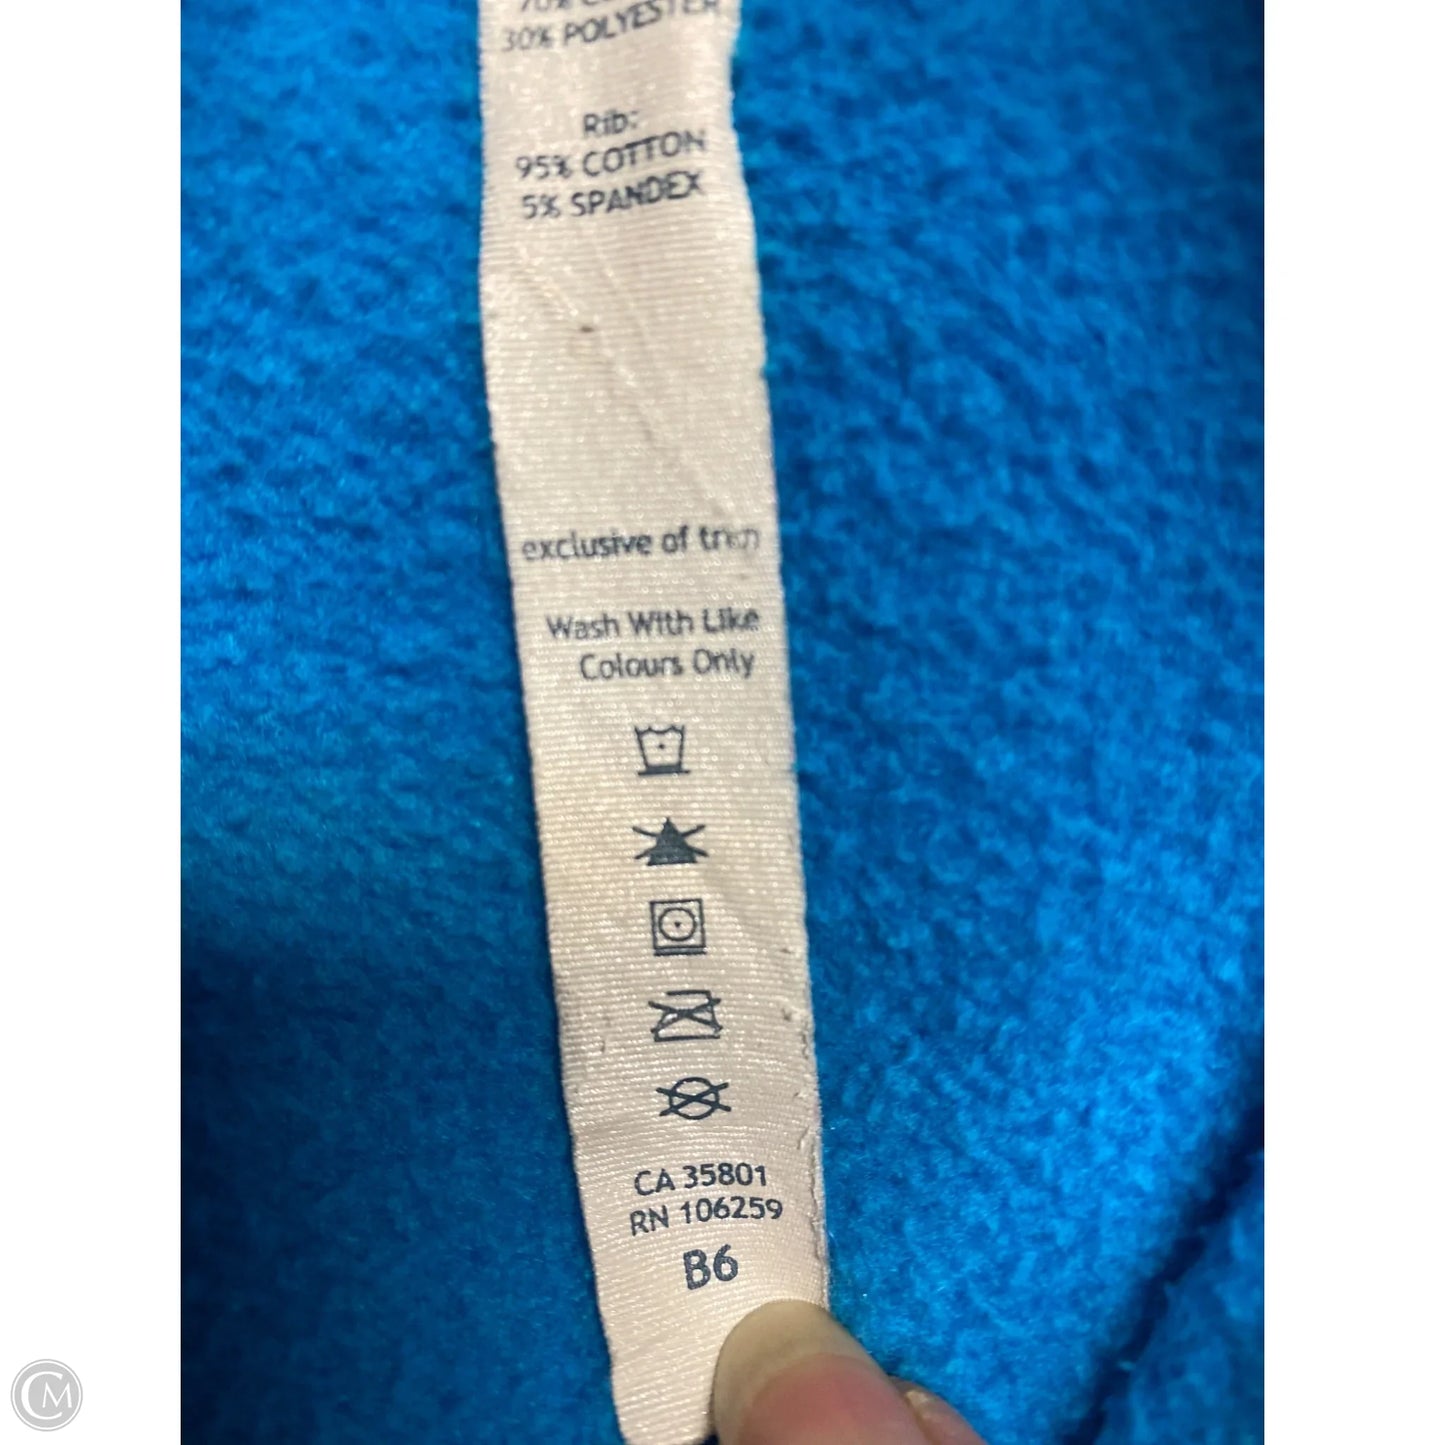 30% POLYESTER
Rib:
95% COTTON
5% SPANDEX
exclusive of trim
Wash With Like
Colours Only
CA 35801
RN 106259
B6
CM